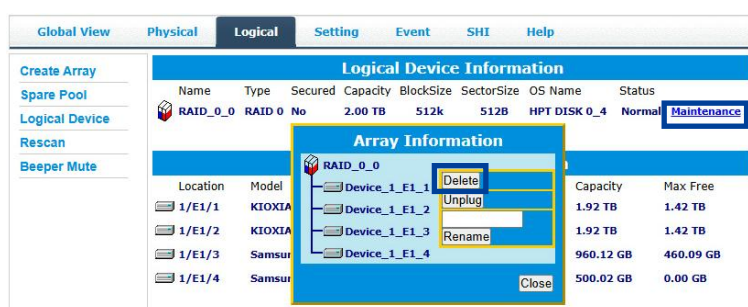 Global View Physical Logical Setting Event SHI Help
Create Array
Spare Pool
Logical Device
Rescan
Beeper Mute
Logical Device Information
Name Type Secured Capacity BlockSize SectorSize OS Name Status
RAID_0_0 RAID 0 No 2.00 TB 512k 512B HPT DISK 0_4 Normal Maintenance
Array Information
RAID_0_0
Device_1_E1_1
Device_1_E1_2
Device_1_E1_3
Device_1_E1_4
Delete
Unplug
Rename
Close
Location Model Capacity Max Free
1/E1/1 KIOXIA 1.92 TB 1.42 TB
1/E1/2 KIOXIA 1.92 TB 1.42 TB
1/E1/3 Samsu 960.12 GB 460.09 GB
1/E1/4 Samsu 500.02 GB 0.00 GB